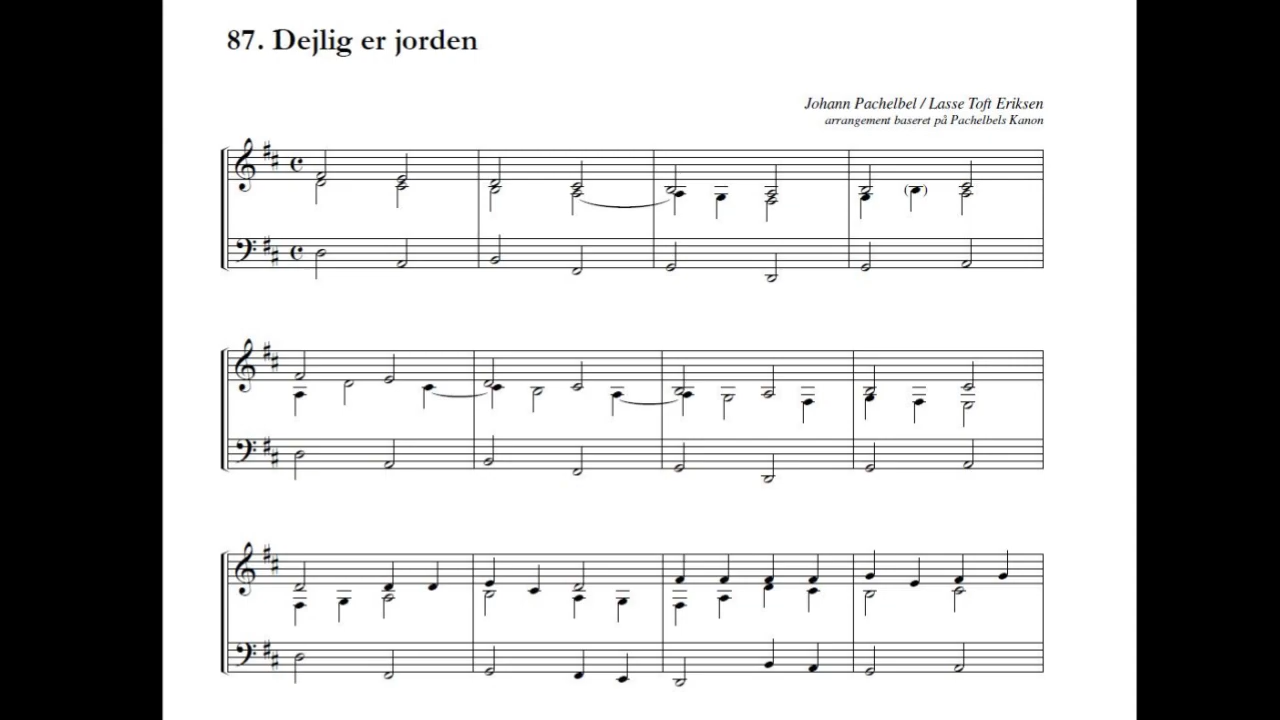 87. Dejlig er jorden
Johann Pachelbel / Lasse Toft Eriksen
arrangement baseret på Pachelbels Kanon